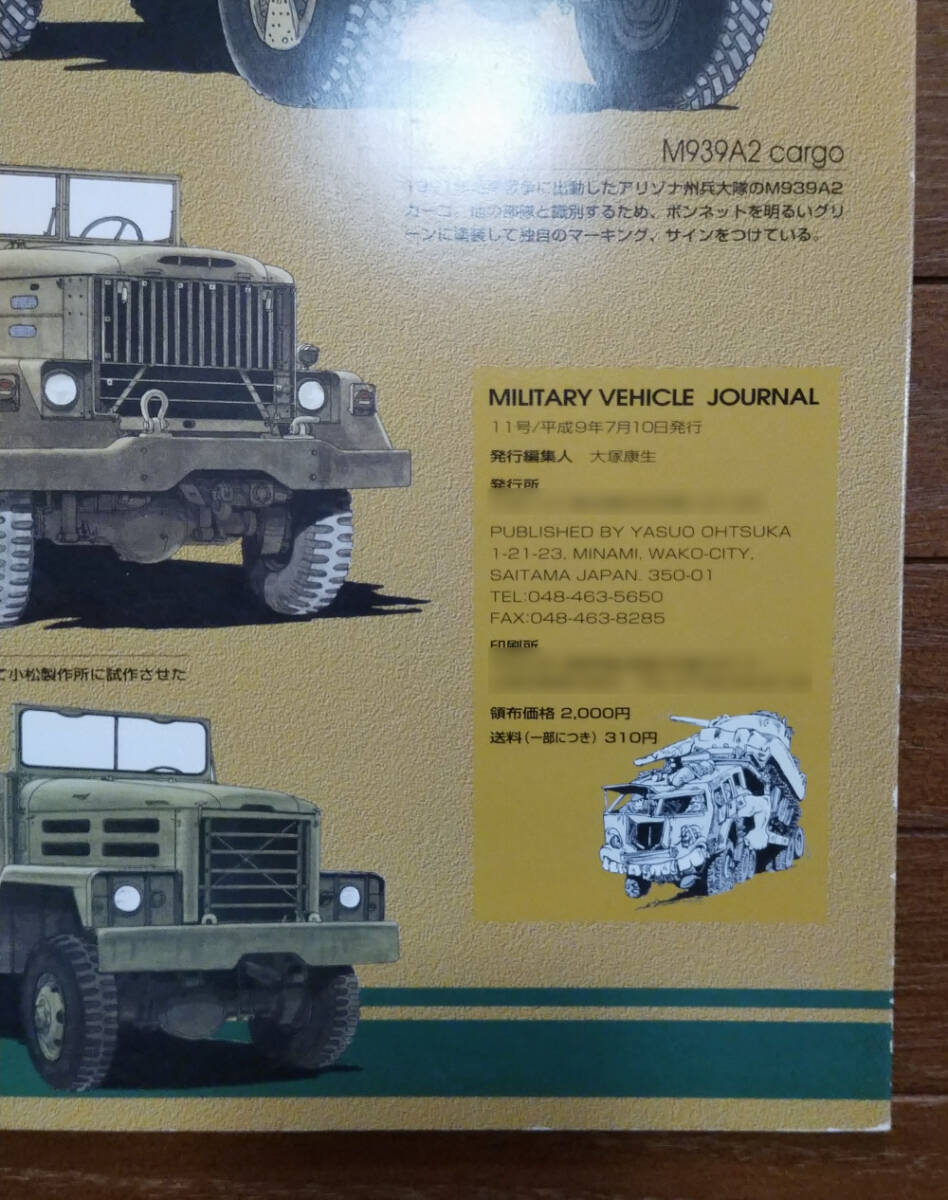 M939A2 cargo
に出動したアリゾナ州兵大隊のM939A2
カーゴ。他の部隊と識別するため、ボンネットを明るいグリ
ーンに塗装して独自のマーキング、サインをつけている。
MILITARY VEHICLE JOURNAL
11号/平成9年7月10日発行
発行編集人 大塚康生
発行所
PUBLISHED BY YASUO OHTSUKA
1-21-23, MINAMI, WAKO-CITY,
SAITAMA JAPAN. 350-01
TEL:048-463-5650
FAX:048-463-8285
印刷所
て小松製作所に試作させた
領布価格 2,000円
送料(一部につき) 310円